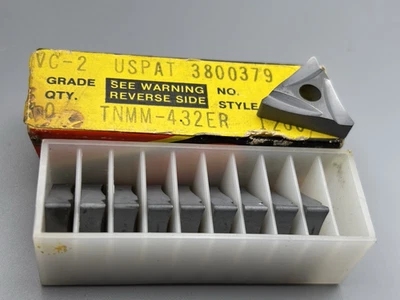 VC-2 USPAT 3800379
GRADE SEE WARNING NO.
QTY. REVERSE SIDE STYLE
TNMM-432ER